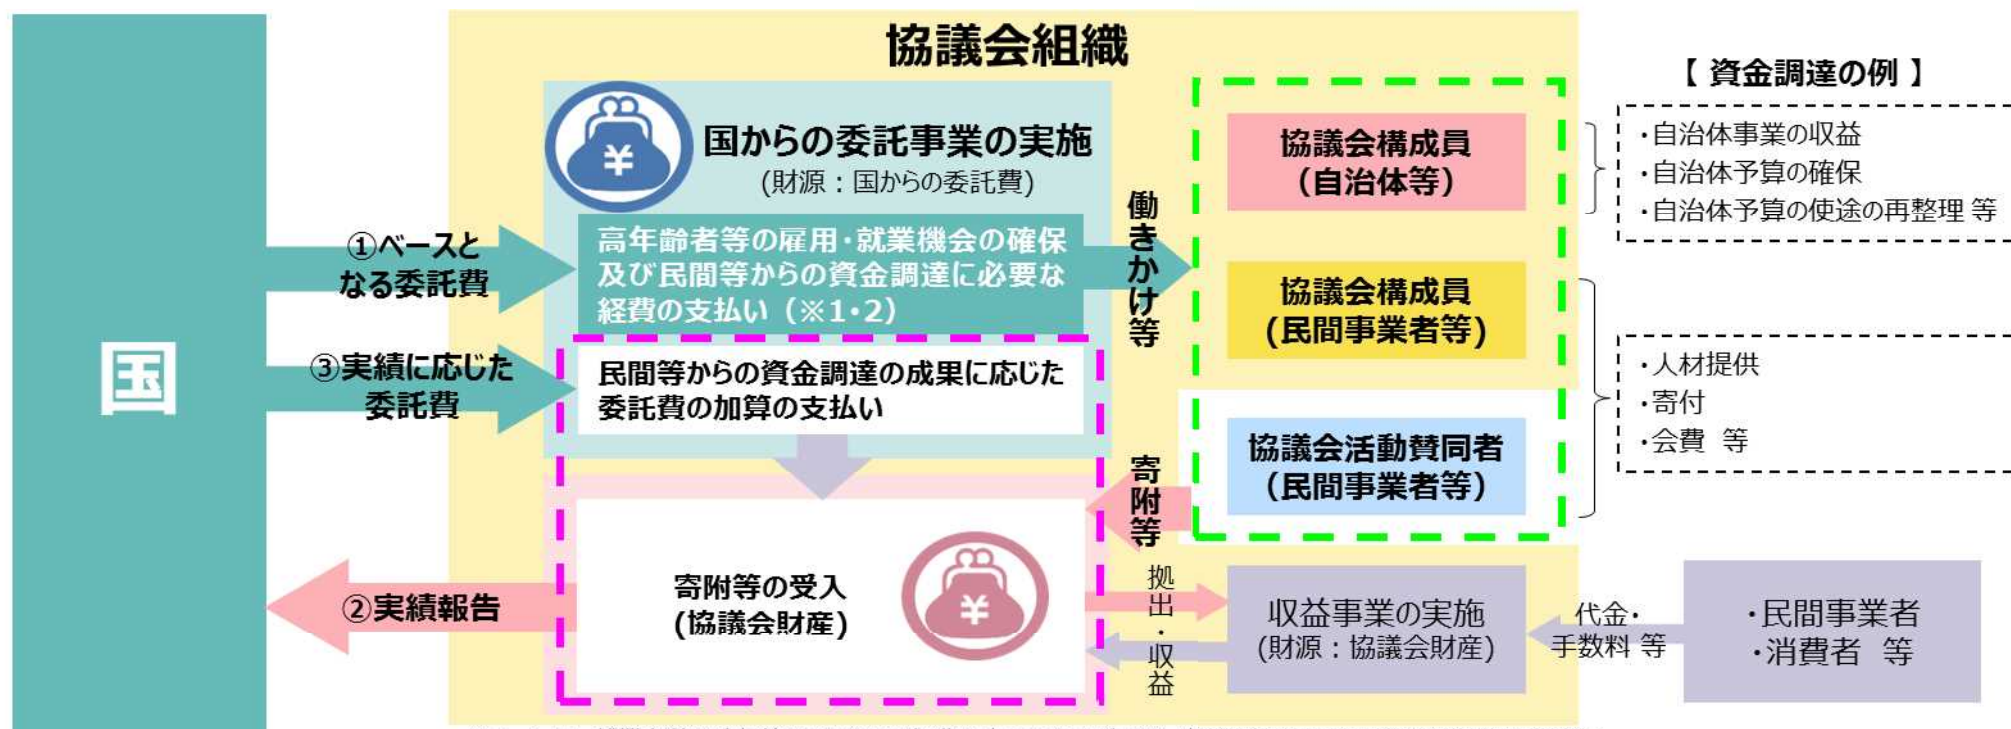 協議会組織
国
①ベースと
なる委託費
③実績に応じた
委託費
②実績報告
¥
国からの委託事業の実施
(財源：国からの委託費)
高年齢者等の雇用・就業機会の確保
及び民間等からの資金調達に必要な
経費の支払い（※1・2）
民間等からの資金調達の成果に応じた
委託費の加算の支払い
寄附等の受入
(協議会財産)
¥
働きかけ等
寄附等
拠出・収益
協議会構成員
（自治体等）
協議会構成員
（民間事業者等）
協議会活動賛同者
（民間事業者等）
収益事業の実施
(財源：協議会財産)
代金・
手数料 等
・民間事業者
・消費者 等
【 資金調達の例 】
・自治体事業の収益
・自治体予算の確保
・自治体予算の使途の再整理 等
・人材提供
・寄付
・会費 等